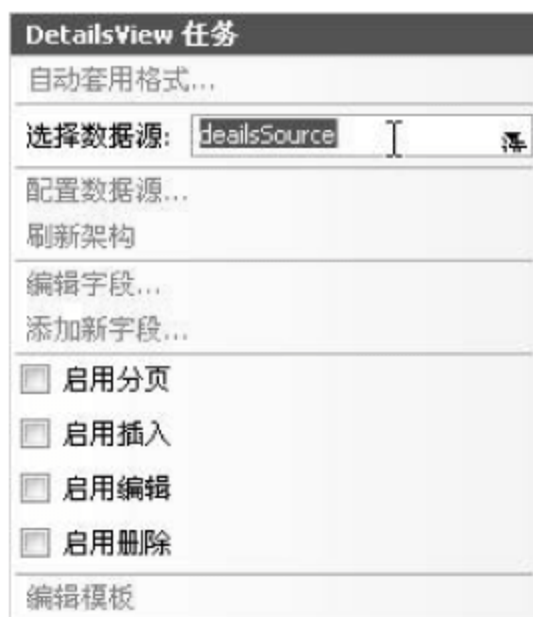 DetailsView 任务
自动套用格式...
选择数据源: deailsSource
配置数据源...
刷新架构
编辑字段...
添加新字段...
启用分页
启用插入
启用编辑
启用删除
编辑模板